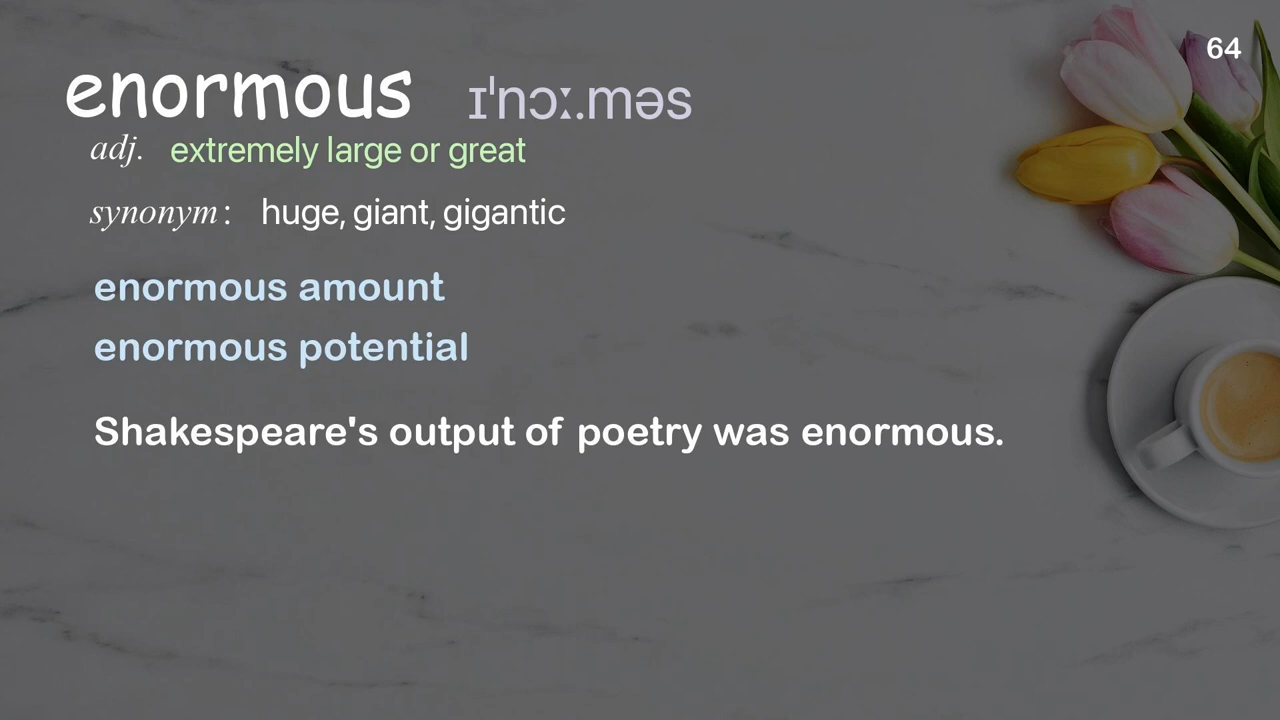 64
enormous ɪˈnɔː.məs
adj. extremely large or great
synonym: huge, giant, gigantic
enormous amount
enormous potential
Shakespeare's output of poetry was enormous.